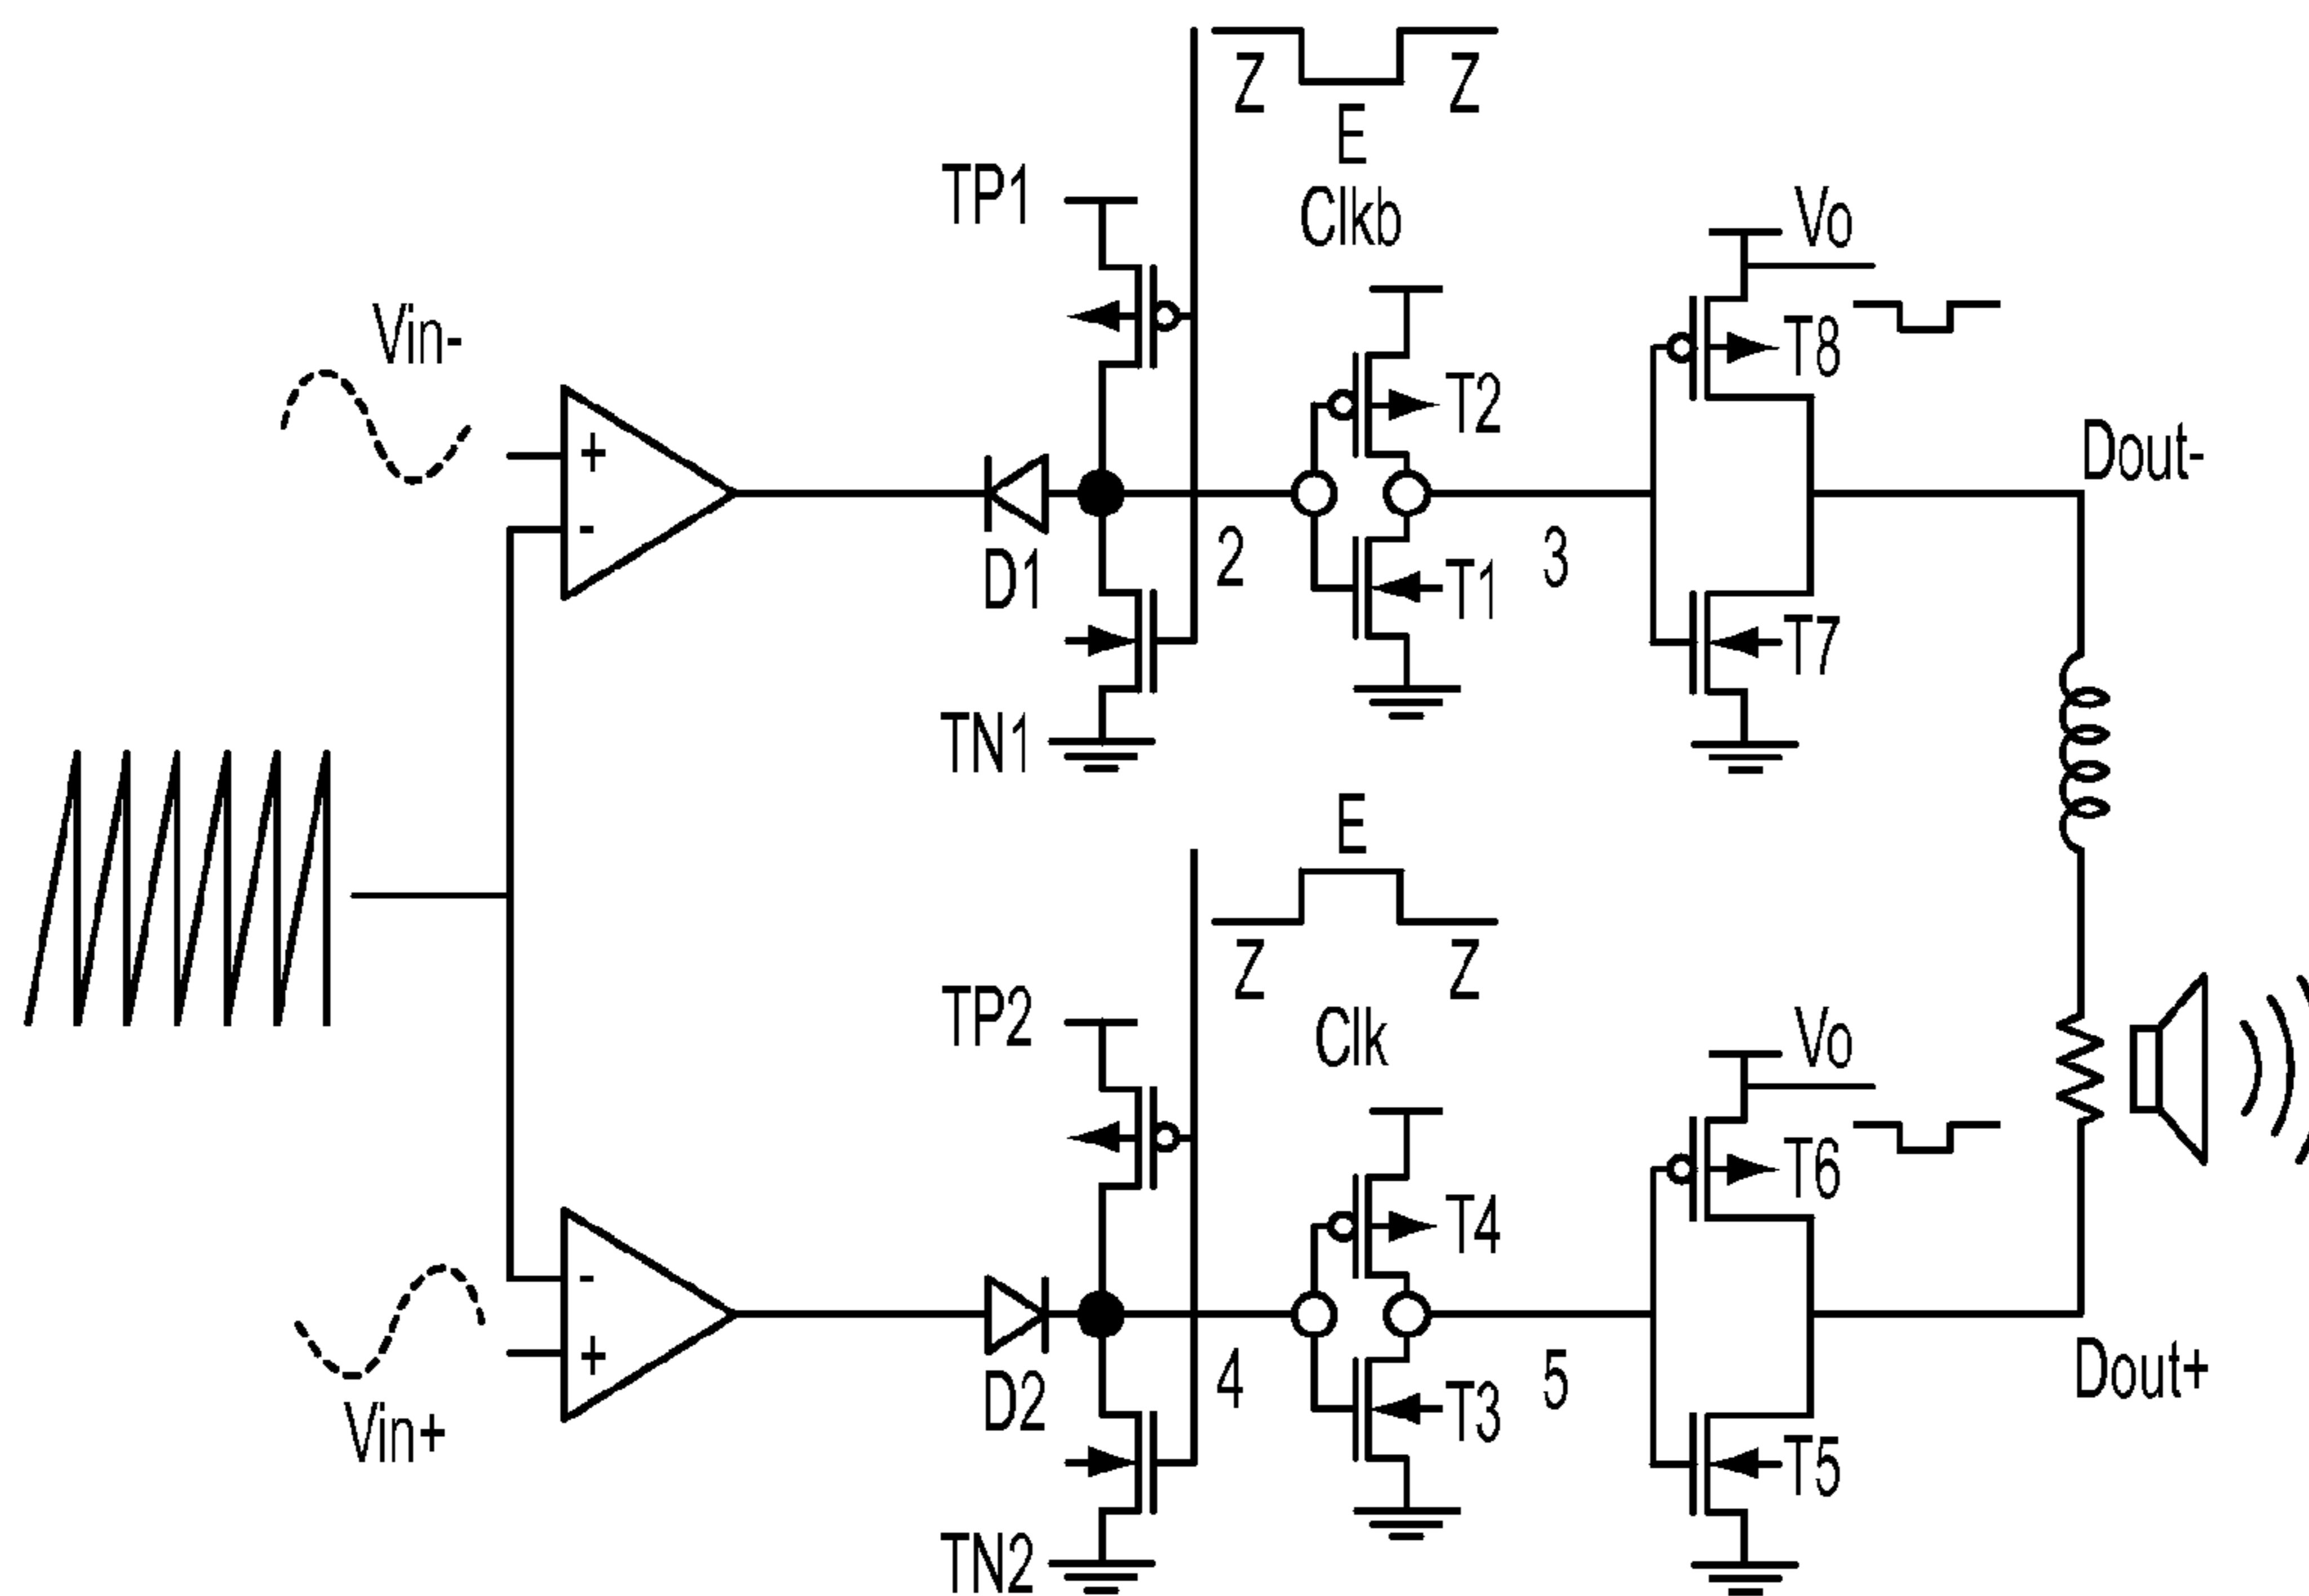 Z Z
E
Clkb
TP1
Vo
Vin-
T8
T2
Dout-
+
-
D1
2
T1
3
T7
TN1
E
Z Z
TP2
Clk
Vo
T6
T4
-
+
D2
4
T3
5
Dout+
Vin+
T5
TN2